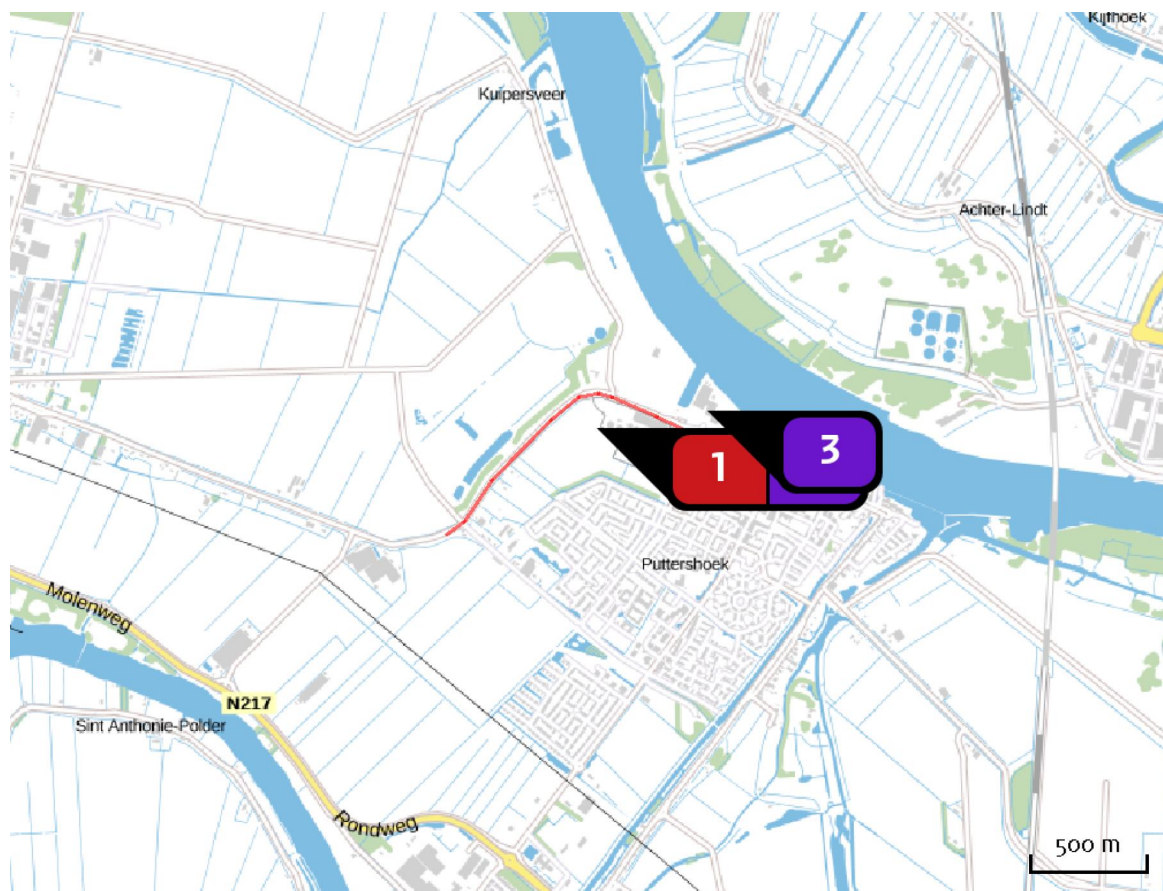 Kijfhoek
Kuipersveer
Achter-Lindt
3
1
Puttershoek
Molenweg
N217
Sint Anthonie-Polder
Rondweg
500 m